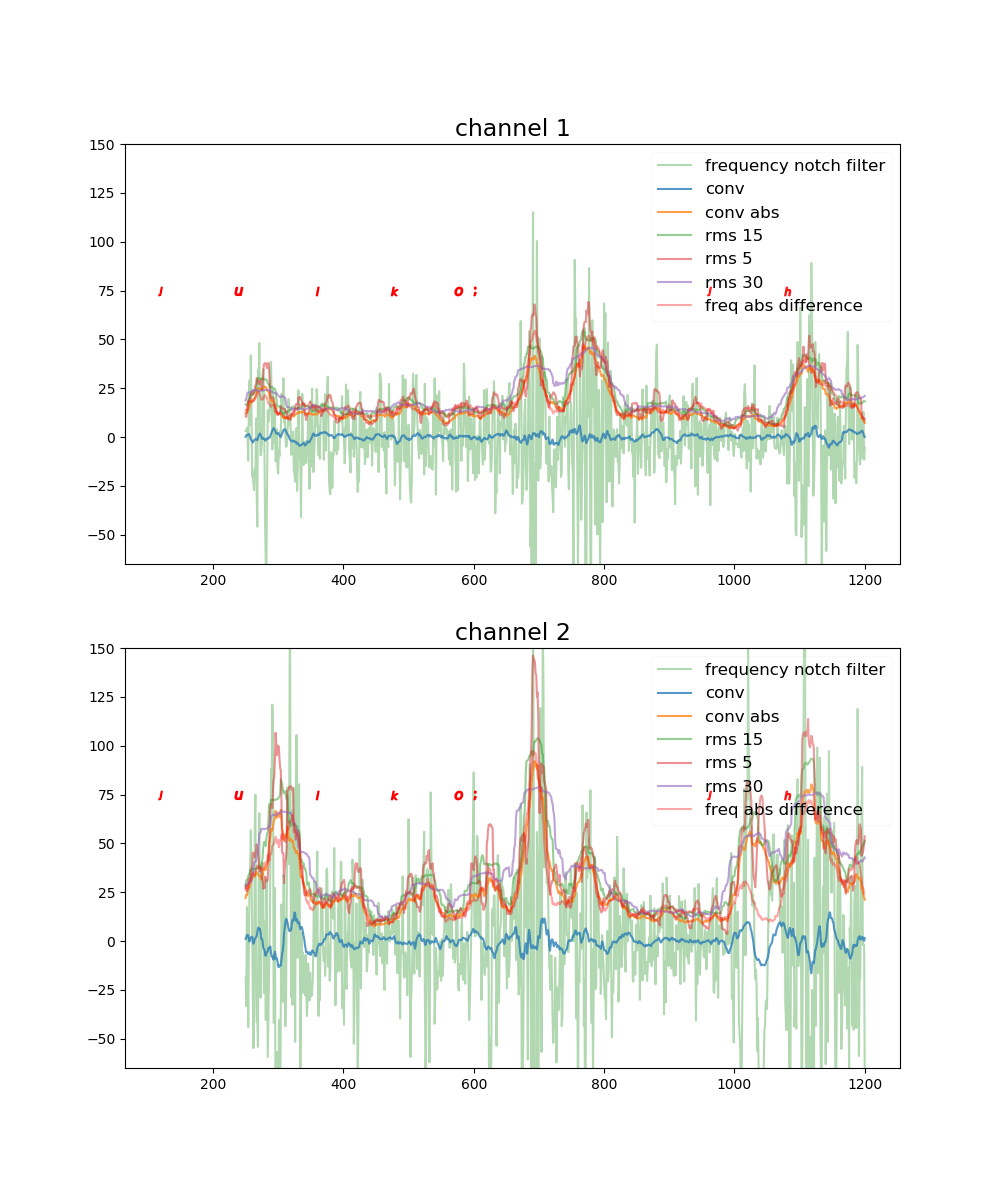 channel 1
150
125
100
75
50
25
0
−25
−50
frequency notch filter
conv
conv abs
rms 15
rms 5
rms 30
freq abs difference
J u l k o ; J h
200 400 600 800 1000 1200
channel 2
150
125
100
75
50
25
0
−25
−50
frequency notch filter
conv
conv abs
rms 15
rms 5
rms 30
freq abs difference
J u l k o ; J h
200 400 600 800 1000 1200